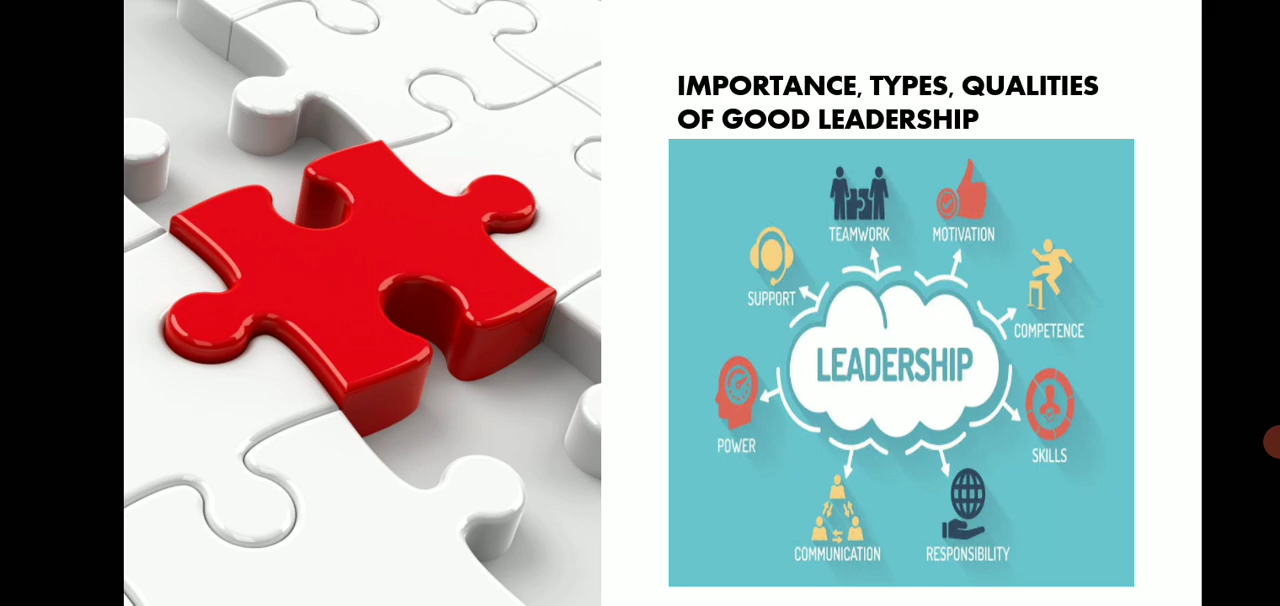 IMPORTANCE, TYPES, QUALITIES
OF GOOD LEADERSHIP
TEAMWORK
MOTIVATION
SUPPORT
COMPETENCE
LEADERSHIP
POWER
SKILLS
COMMUNICATION
RESPONSIBILITY